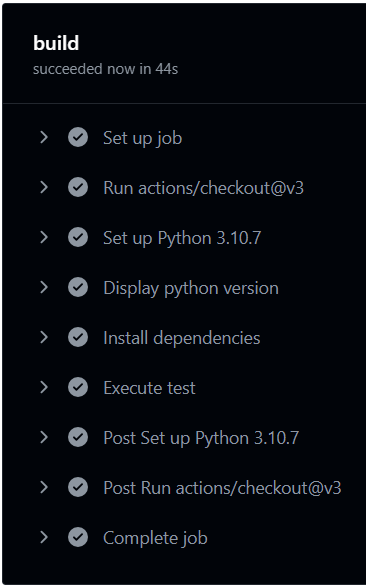 build
succeeded now in 44s
Set up job
Run actions/checkout@v3
Set up Python 3.10.7
Display python version
Install dependencies
Execute test
Post Set up Python 3.10.7
Post Run actions/checkout@v3
Complete job